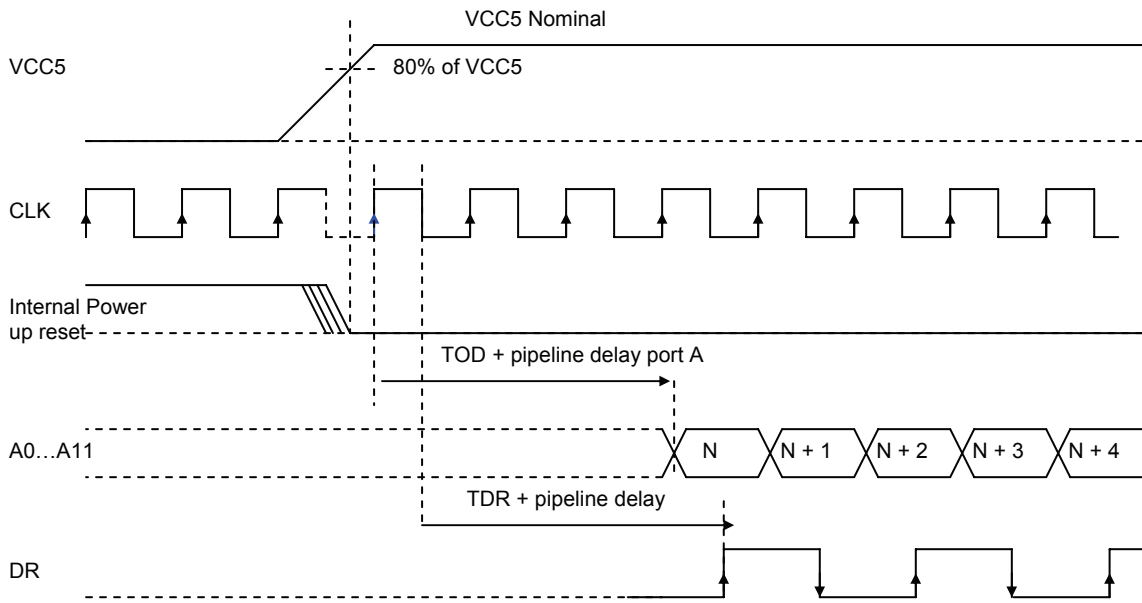 VCC5 Nominal
VCC5
80% of VCC5
CLK
Internal Power
up reset
TOD + pipeline delay port A
A0…A11
N
N + 1
N + 2
N + 3
N + 4
TDR + pipeline delay
DR